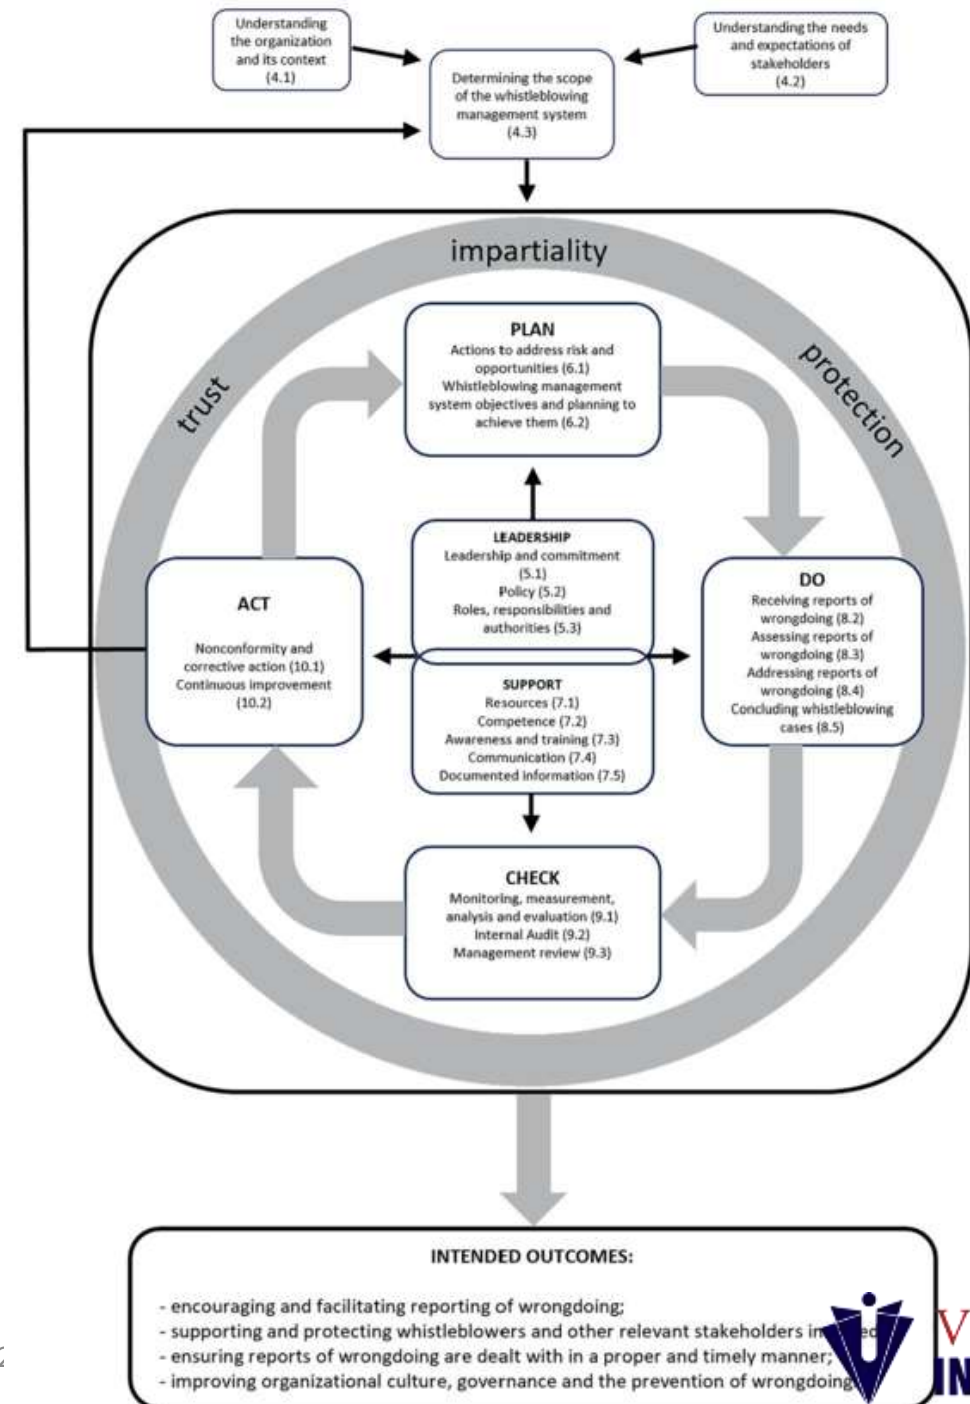 Understanding
the organization
and its context
(4.1)
Understanding the needs
and expectations of
stakeholders
(4.2)
Determining the scope
of the whistleblowing
management system
(4.3)
impartiality
trust
protection
PLAN
Actions to address risk and
opportunities (6.1)
Whistleblowing management
system objectives and planning to
achieve them (6.2)
LEADERSHIP
Leadership and commitment
(5.1)
Policy (5.2)
Roles, responsibilities and
authorities (5.3)
ACT
Nonconformity and
corrective action (10.1)
Continuous improvement
(10.2)
DO
Receiving reports of
wrongdoing (8.2)
Assessing reports of
wrongdoing (8.3)
Addressing reports of
wrongdoing (8.4)
Concluding whistleblowing
cases (8.5)
SUPPORT
Resources (7.1)
Competence (7.2)
Awareness and training (7.3)
Communication (7.4)
Documented information (7.5)
CHECK
Monitoring, measurement,
analysis and evaluation (9.1)
Internal Audit (9.2)
Management review (9.3)
INTENDED OUTCOMES:
- encouraging and facilitating reporting of wrongdoing;
- supporting and protecting whistleblowers and other relevant stakeholders
- ensuring reports of wrongdoing are dealt with in a proper and timely manner;
- improving organizational culture, governance and the prevention of wrongdoing
V
IN